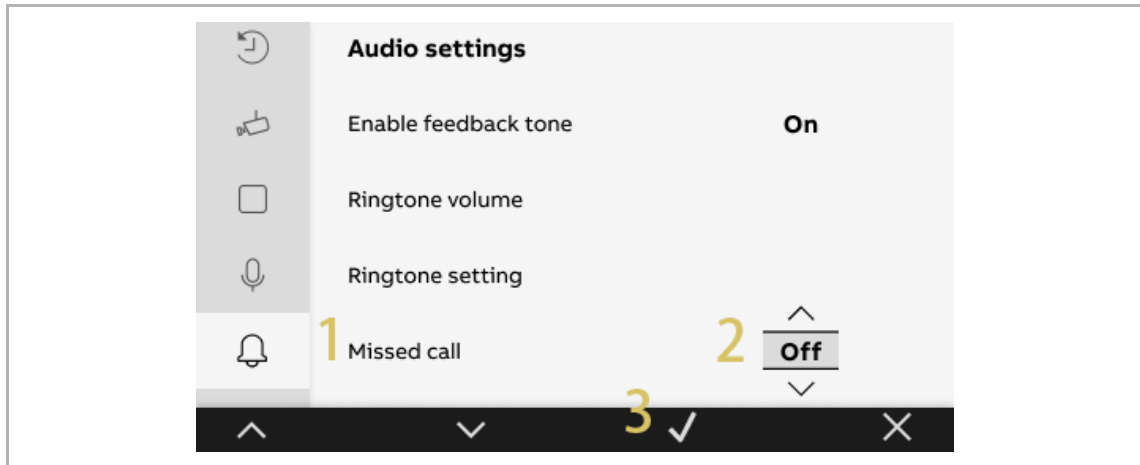 Audio settings
Enable feedback tone On
Ringtone volume
Ringtone setting
1 Missed call 2 Off
3